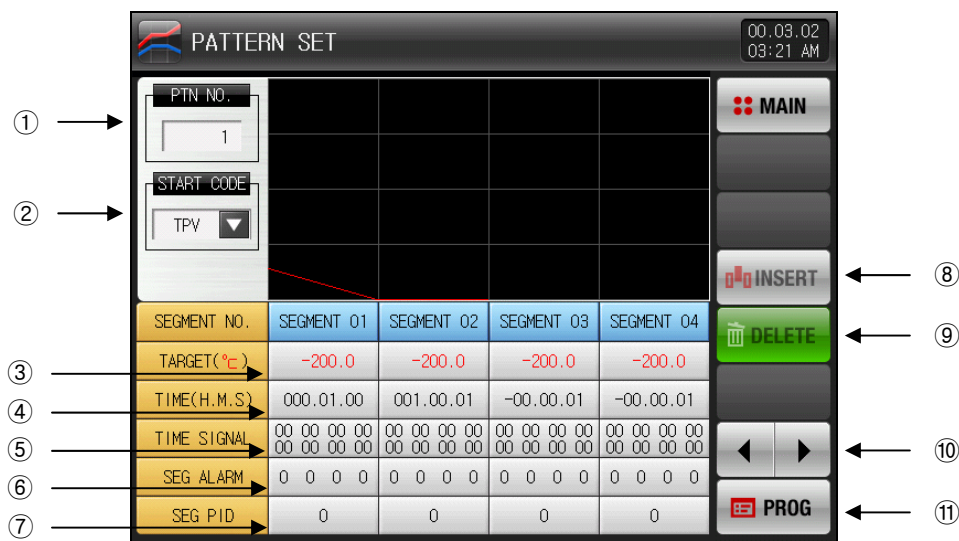 PATTERN SET
00.03.02
03:21 AM
① PTN NO.
1
② START CODE
TPV
MAIN
INSERT ⑧
DELETE ⑨
SEGMENT NO. SEGMENT 01 SEGMENT 02 SEGMENT 03 SEGMENT 04
③ TARGET(℃) -200.0 -200.0 -200.0 -200.0
④ TIME(H.M.S) 000.01.00 001.00.01 -00.00.01 -00.00.01
⑤ TIME SIGNAL 00 00 00 00 00 00 00 00 00 00 00 00 00 00 00 00
00 00 00 00 00 00 00 00 00 00 00 00 00 00 00 00
⑥ SEG ALARM 0 0 0 0 0 0 0 0 0 0 0 0 0 0 0 0
⑦ SEG PID 0 0 0 0
⑩
PROG ⑪